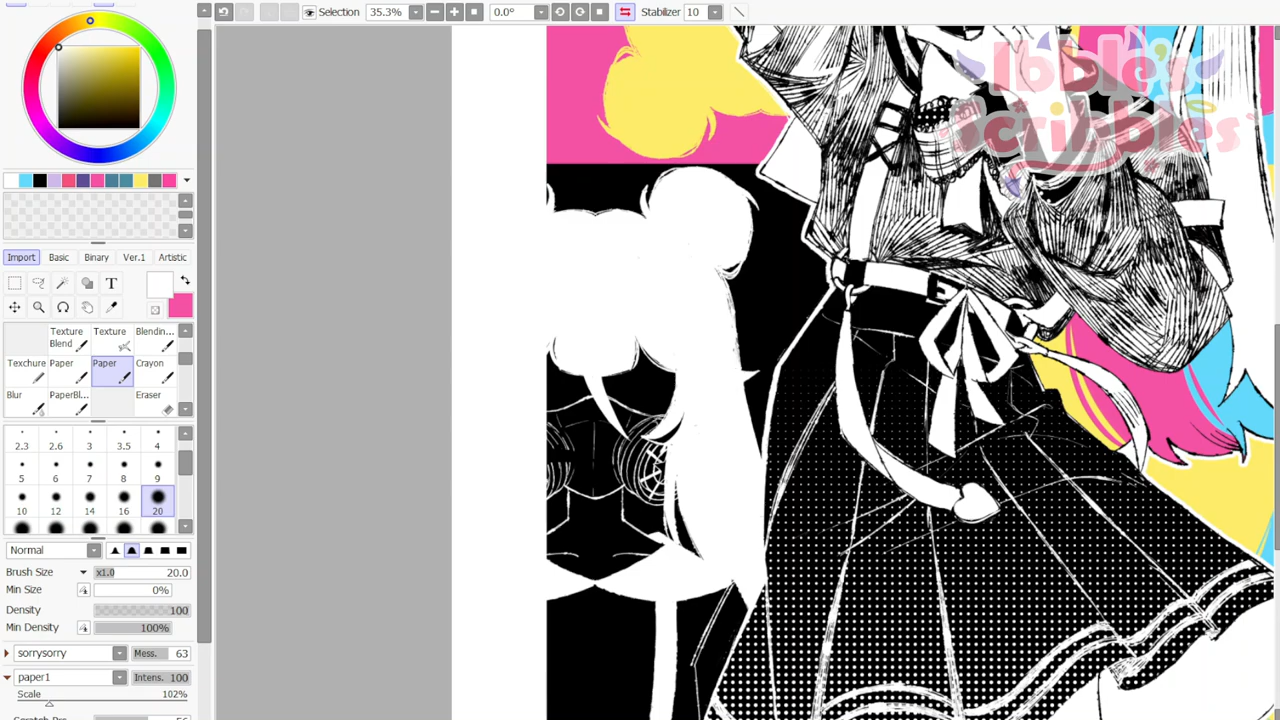 Selection 35.3% 0.0° Stabilizer 10
Ibble's
Scribbles
Import Basic Binary Ver.1 Artistic
T
Texture Blend Texture Blendin...
Texchure Paper Paper Crayon
Blur PaperBl... Eraser
2.3 2.6 3 3.5 4
5 6 7 8 9
10 12 14 16 20
Normal
Brush Size x1.0 20.0
Min Size 0%
Density 100
Min Density 100%
sorrysorry Mess. 63
paper1 Intens. 100
Scale 102%